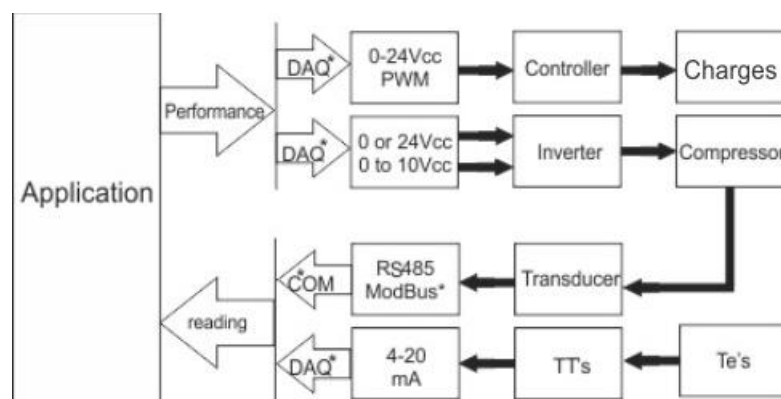 Application
Performance
DAQ*
0-24Vcc
PWM
Controller
Charges
DAQ*
0 or 24Vcc
0 to 10Vcc
Inverter
Compressor
reading
COM*
RS485
ModBus*
Transducer
DAQ*
4-20
mA
TT's
Te's